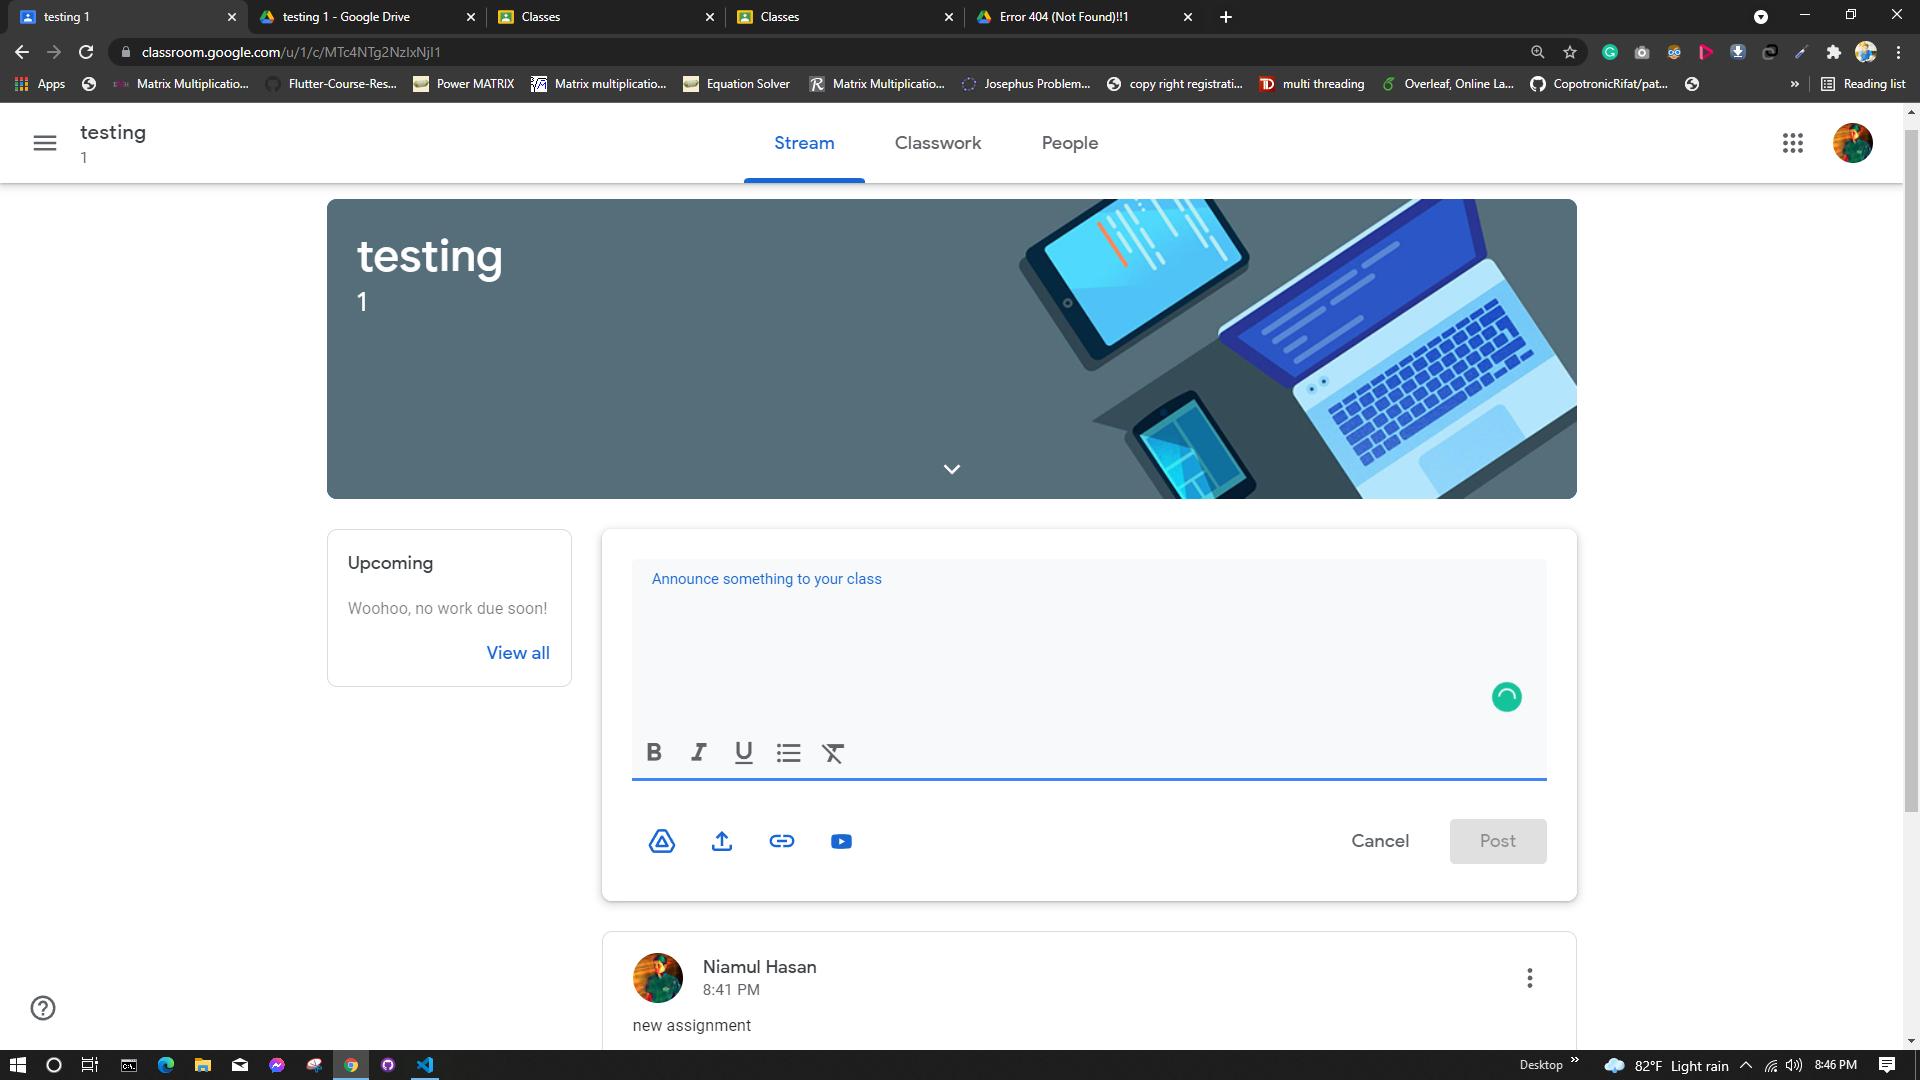 testing 1
testing 1 - Google Drive
Classes
Classes
Error 404 (Not Found)!!1
classroom.google.com/u/1/c/MTc4NTg2NzIxNjI1
Apps
Matrix Multiplicatio...
Flutter-Course-Res...
Power MATRIX
Matrix multiplicatio...
Equation Solver
Matrix Multiplicatio...
Josephus Problem...
copy right registrati...
multi threading
Overleaf, Online La...
CopotronicRifat/pat...
Reading list
testing
1
Stream
Classwork
People
testing
1
Upcoming
Woohoo, no work due soon!
View all
Announce something to your class
B I U
Cancel
Post
Niamul Hasan
8:41 PM
new assignment
Desktop
82°F Light rain
8:46 PM